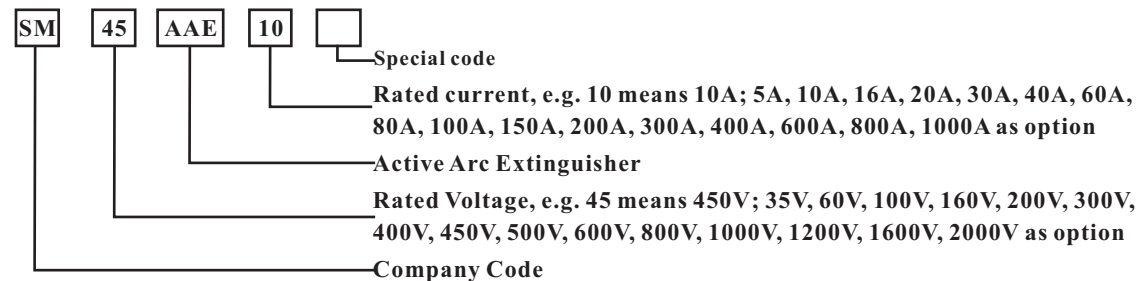 SM 45 AAE 10
Special code
Rated current, e.g. 10 means 10A; 5A, 10A, 16A, 20A, 30A, 40A, 60A,
80A, 100A, 150A, 200A, 300A, 400A, 600A, 800A, 1000A as option
Active Arc Extinguisher
Rated Voltage, e.g. 45 means 450V; 35V, 60V, 100V, 160V, 200V, 300V,
400V, 450V, 500V, 600V, 800V, 1000V, 1200V, 1600V, 2000V as option
Company Code